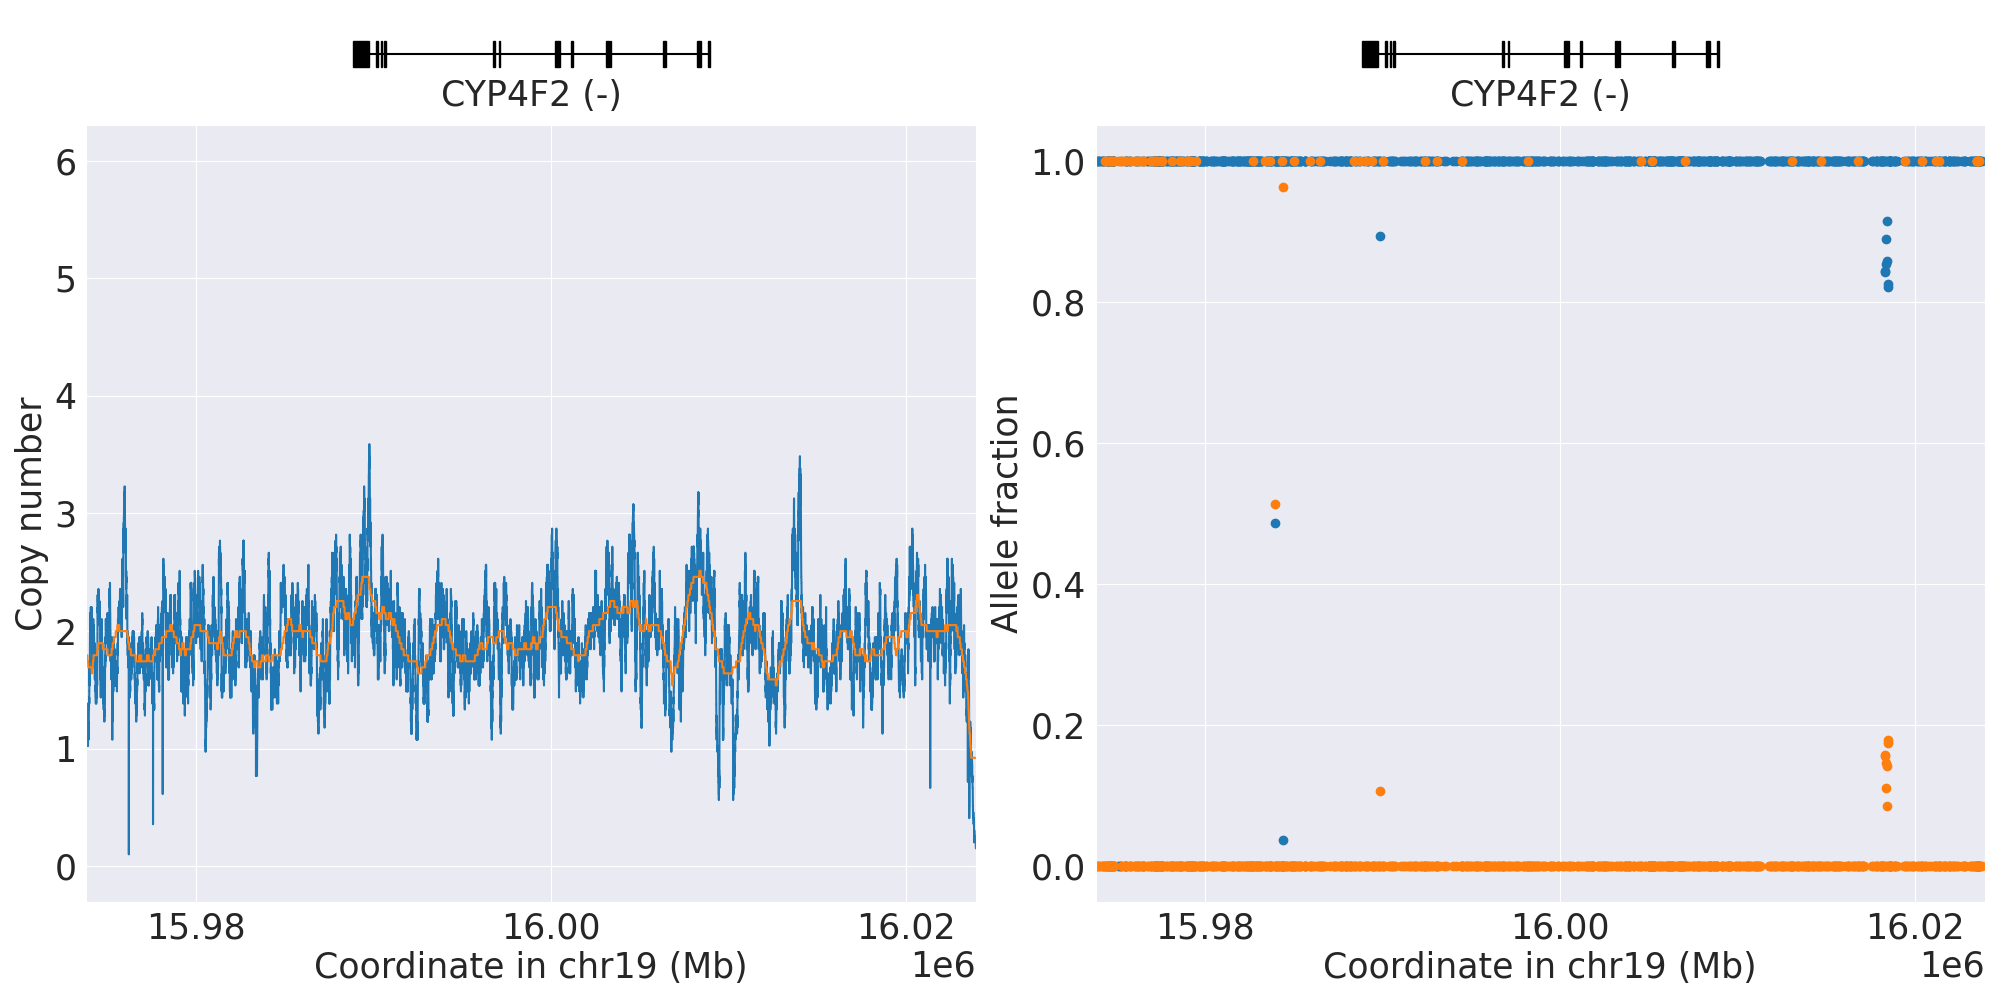 CYP4F2 (-)
6
5
4
3
2
1
0
Copy number
15.98
16.00
16.02
Coordinate in chr19 (Mb)
1e6
CYP4F2 (-)
1.0
0.8
0.6
0.4
0.2
0.0
Allele fraction
15.98
16.00
16.02
Coordinate in chr19 (Mb)
1e6